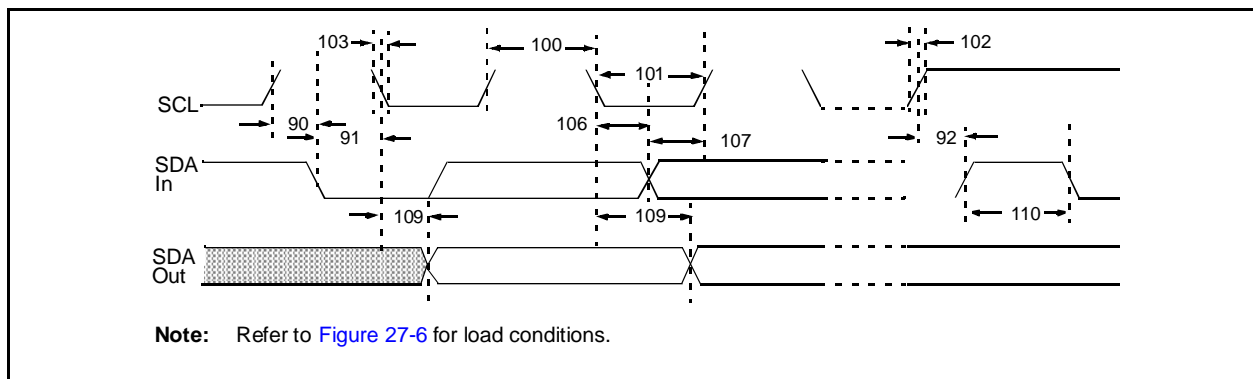 103
100
102
101
SCL
90
91
106
107
92
SDA
In
109
109
110
SDA
Out
Note: Refer to Figure 27-6 for load conditions.